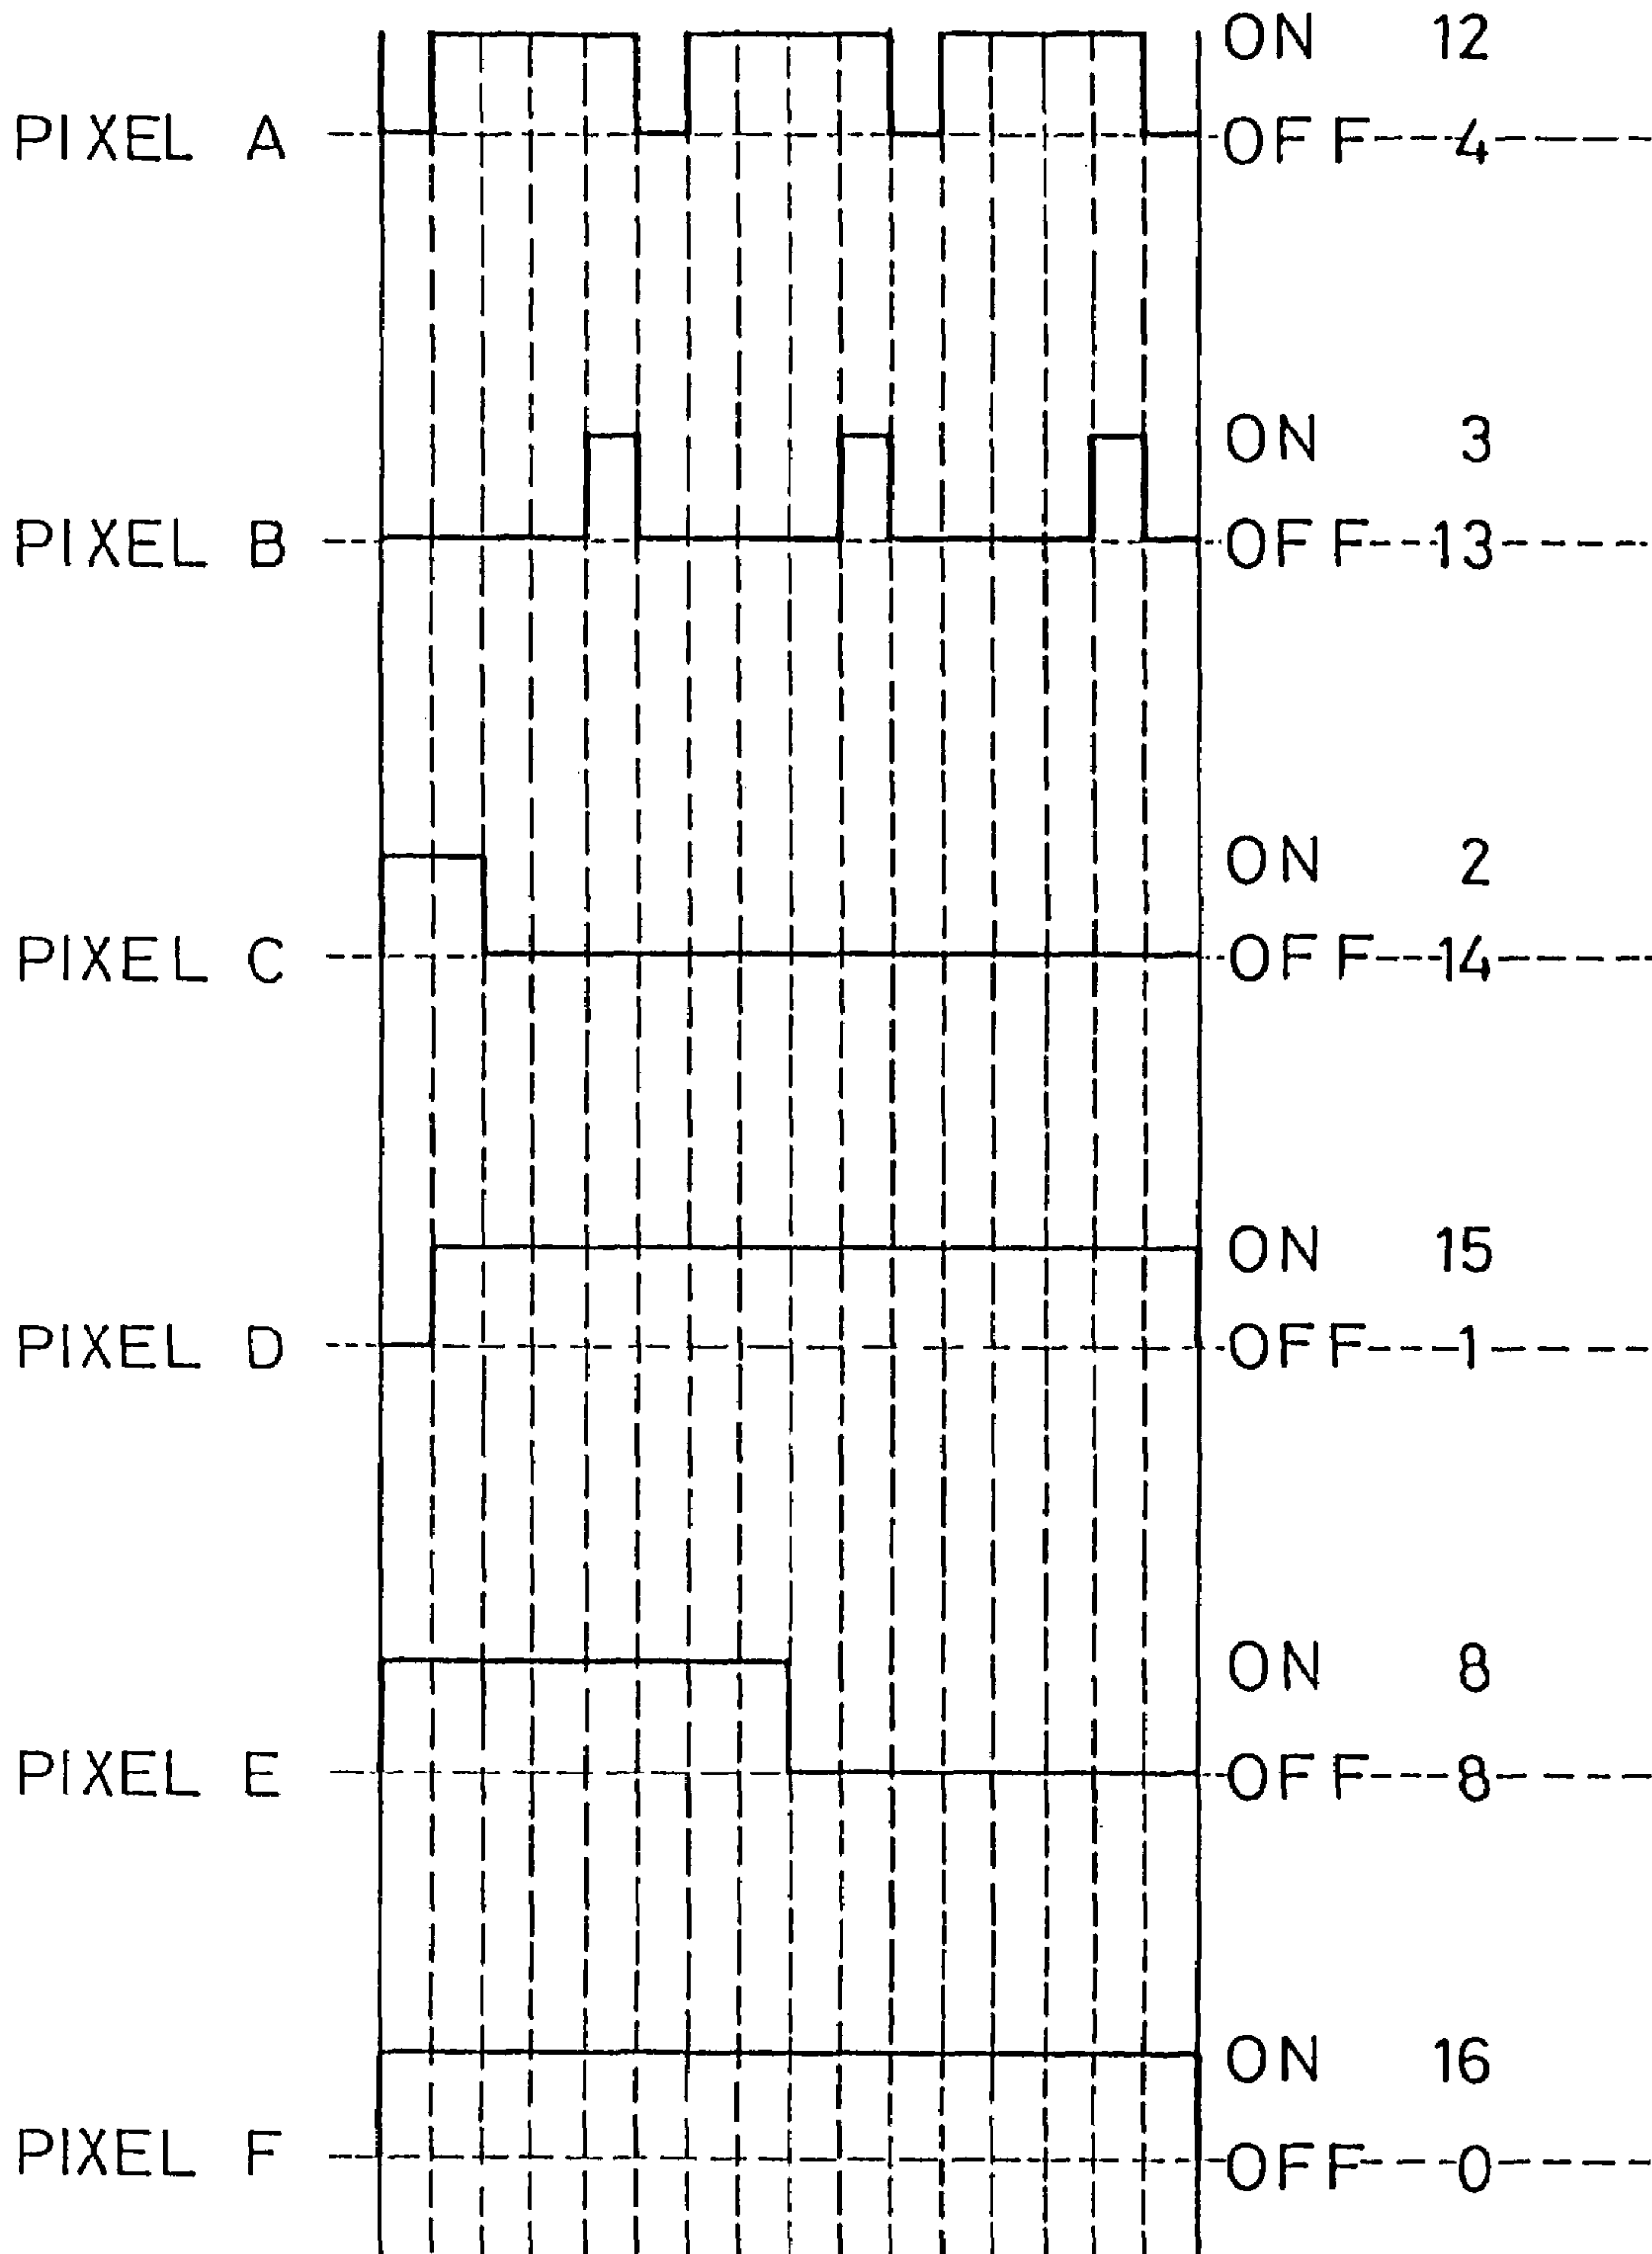 ON 12
PIXEL A OFF 4
ON 3
PIXEL B OFF 13
ON 2
PIXEL C OFF 14
ON 15
PIXEL D OFF 1
ON 8
PIXEL E OFF 8
ON 16
PIXEL F OFF 0